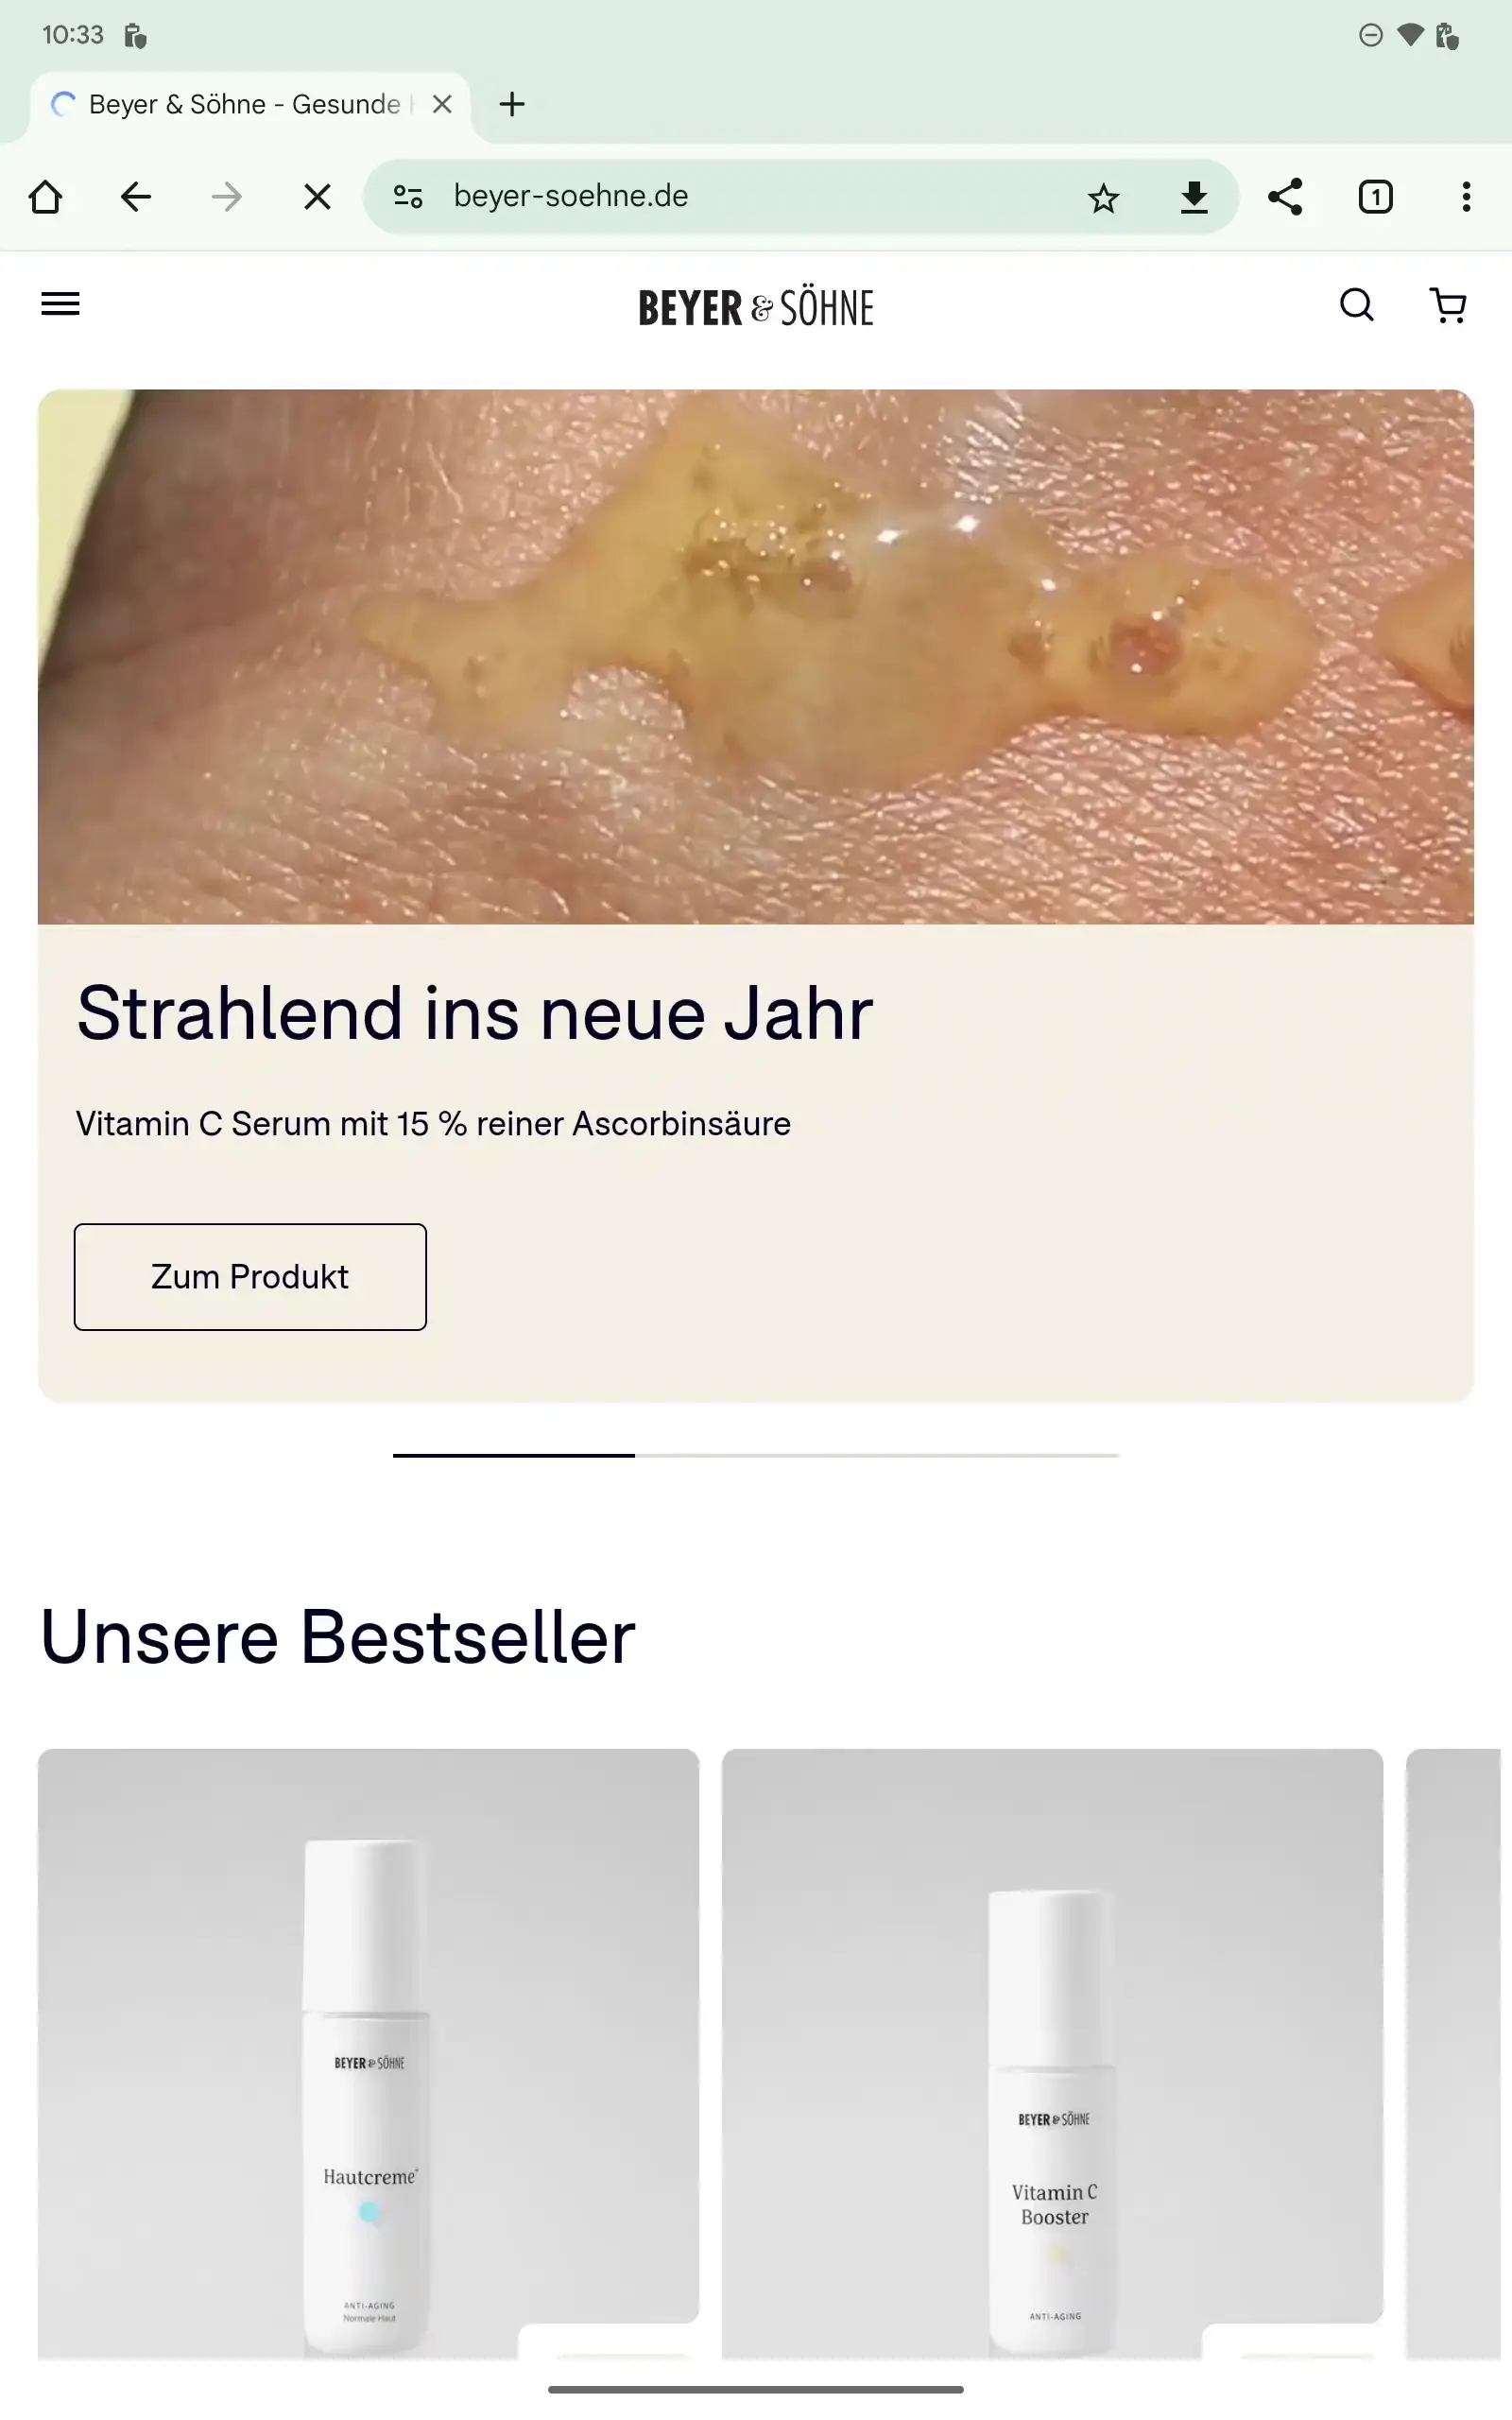 10:33
Beyer & Söhne - Gesunde
beyer-soehne.de
1
BEYER & SÖHNE
Strahlend ins neue Jahr
Vitamin C Serum mit 15 % reiner Ascorbinsäure
Zum Produkt
Unsere Bestseller
BEYER & SÖHNE
Hautcreme+
ANTI-AGING
Normale Haut
BEYER & SÖHNE
Vitamin C
Booster
ANTI-AGING